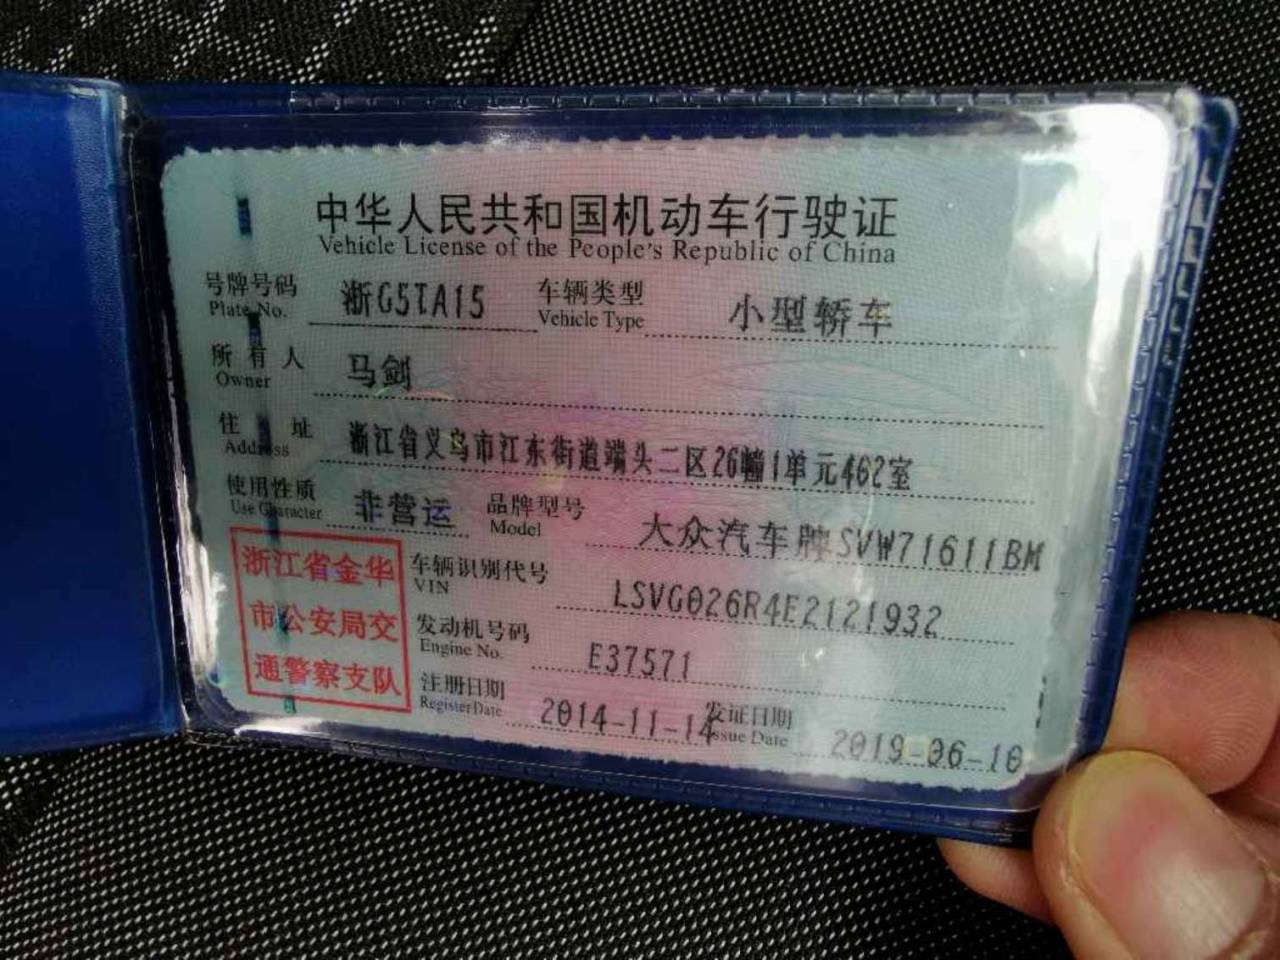 中华人民共和国机动车行驶证
Vehicle License of the People's Republic of China
号牌号码 浙G5TA15 车辆类型 小型轿车
Plate No. Vehicle Type
所有人 马剑
Owner
住址 浙江省义乌市江东街道端头二区26幢1单元462室
Address
使用性质 非营运 品牌型号 大众汽车牌SVW71611BM
Use Character Model
浙江省金华
市公安局交
通警察支队
车辆识别代号 LSVG026R4E2121932
VIN
发动机号码 E37571
Engine No.
注册日期 2014-11-14 发证日期 2019-06-10
Register Date Issue Date